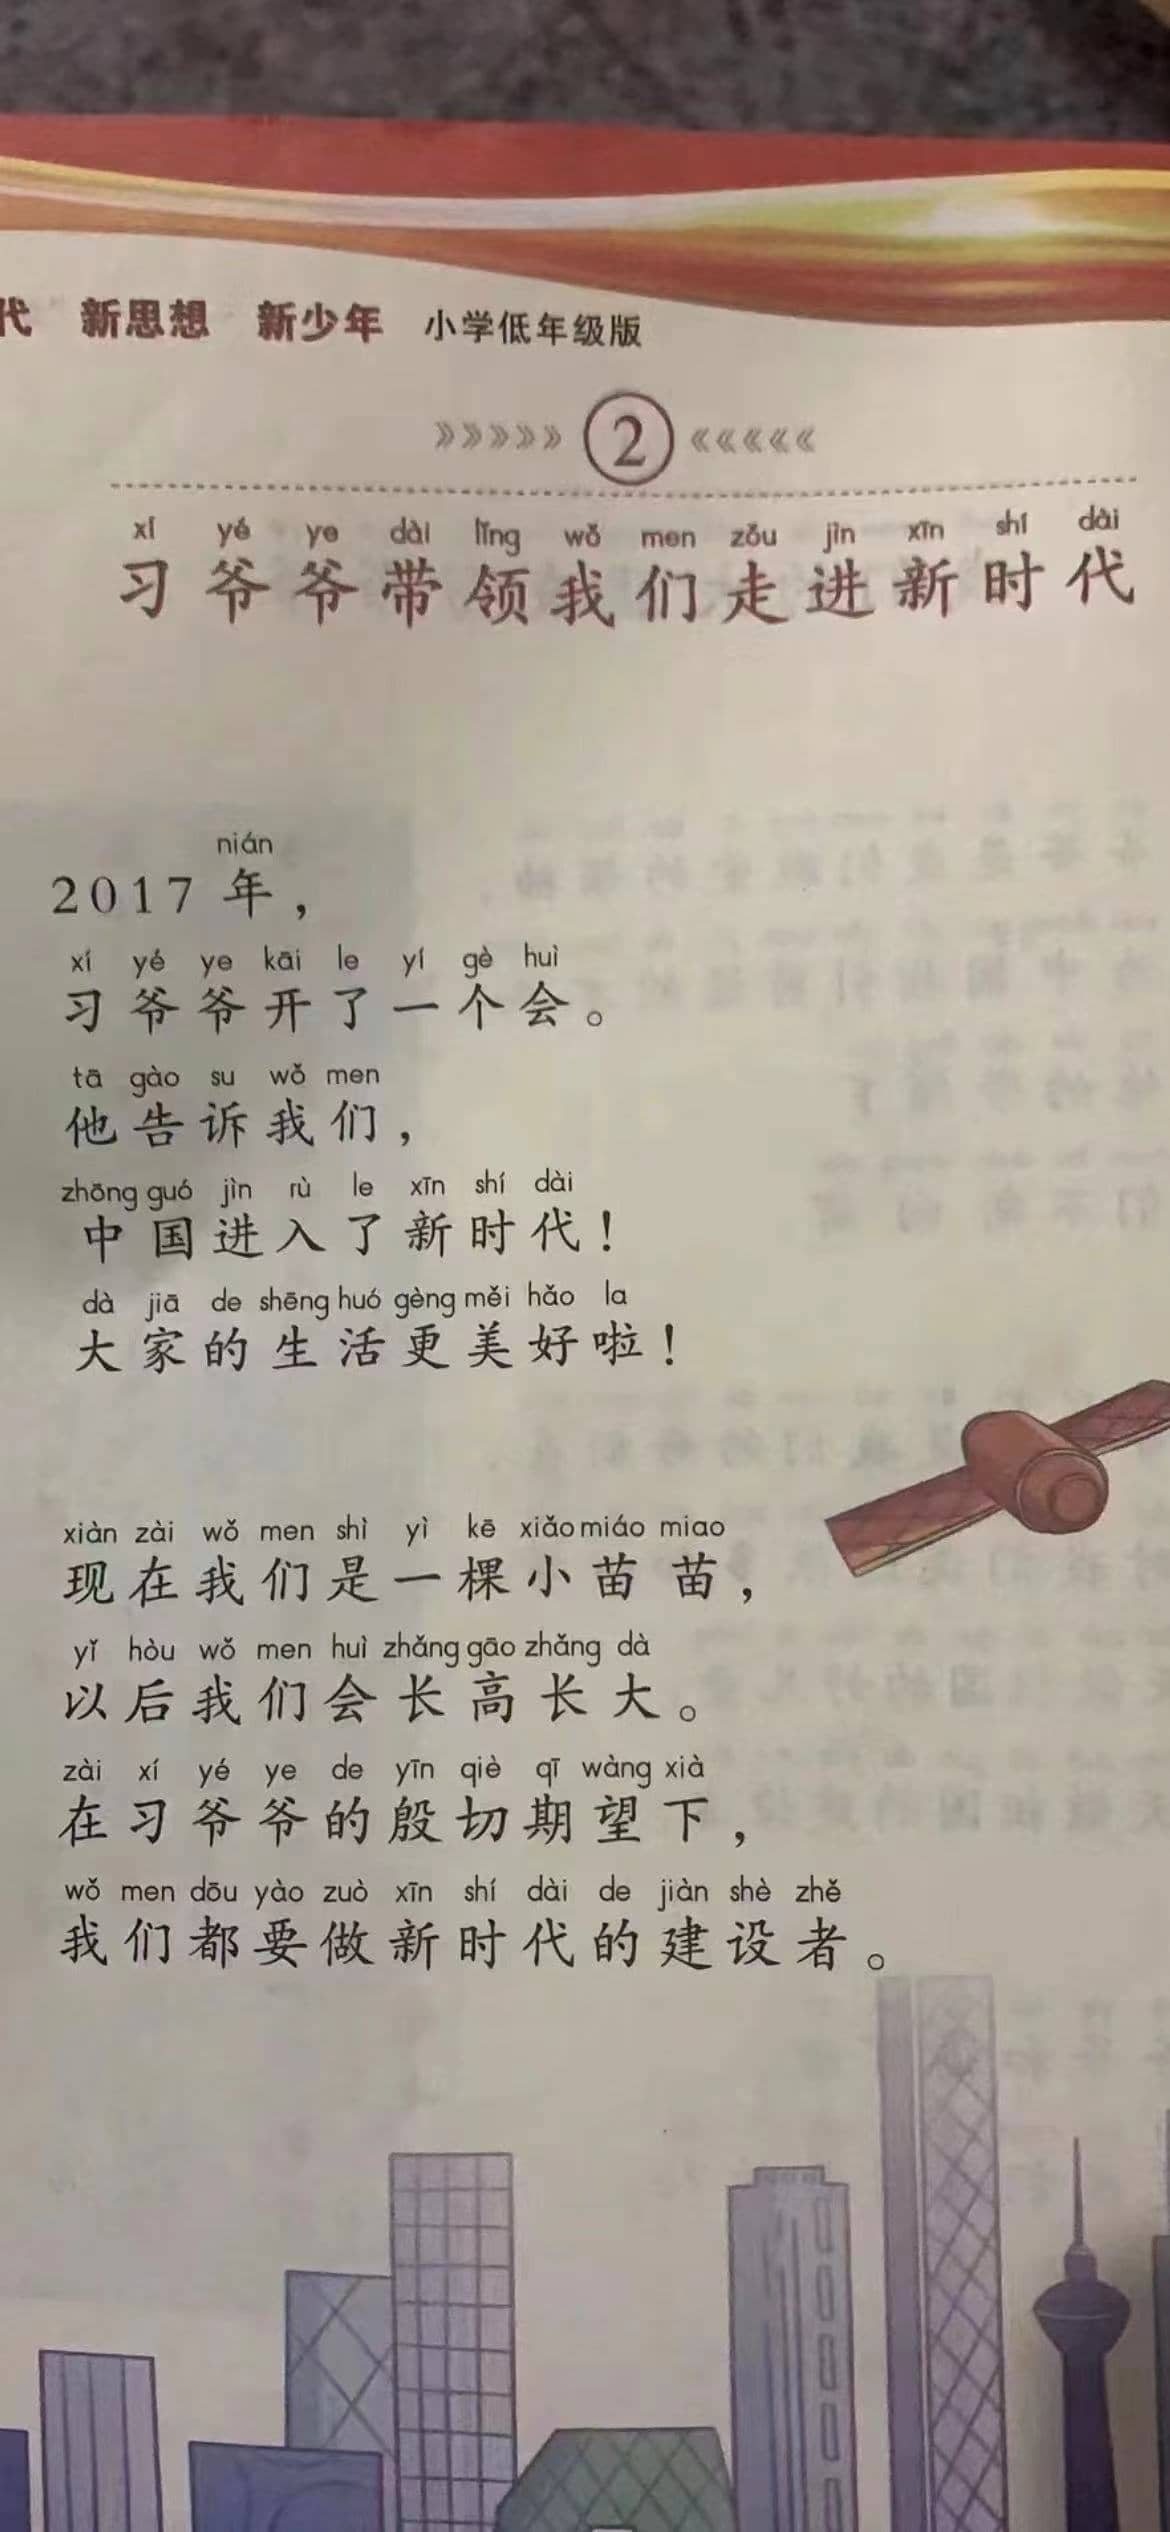 代 新思想 新少年 小学低年级版
2
xí yé ye dài lǐng wǒ men zǒu jìn xīn shí dài
习爷爷带领我们走进新时代
nián
2017年，
xí yé ye kāi le yí gè huì
习爷爷开了一个会。
tā gào su wǒ men
他告诉我们，
zhōng guó jìn rù le xīn shí dài
中国进入了新时代！
dà jiā de shēng huó gèng měi hǎo la
大家的生活更美好啦！
xiàn zài wǒ men shì yì kē xiǎo miáo miao
现在我们是一棵小苗苗，
yǐ hòu wǒ men huì zhǎng gāo zhǎng dà
以后我们会长高长大。
zài xí yé ye de yīn qiè qī wàng xià
在习爷爷的殷切期望下，
wǒ men dōu yào zuò xīn shí dài de jiàn shè zhě
我们都要做新时代的建设者。